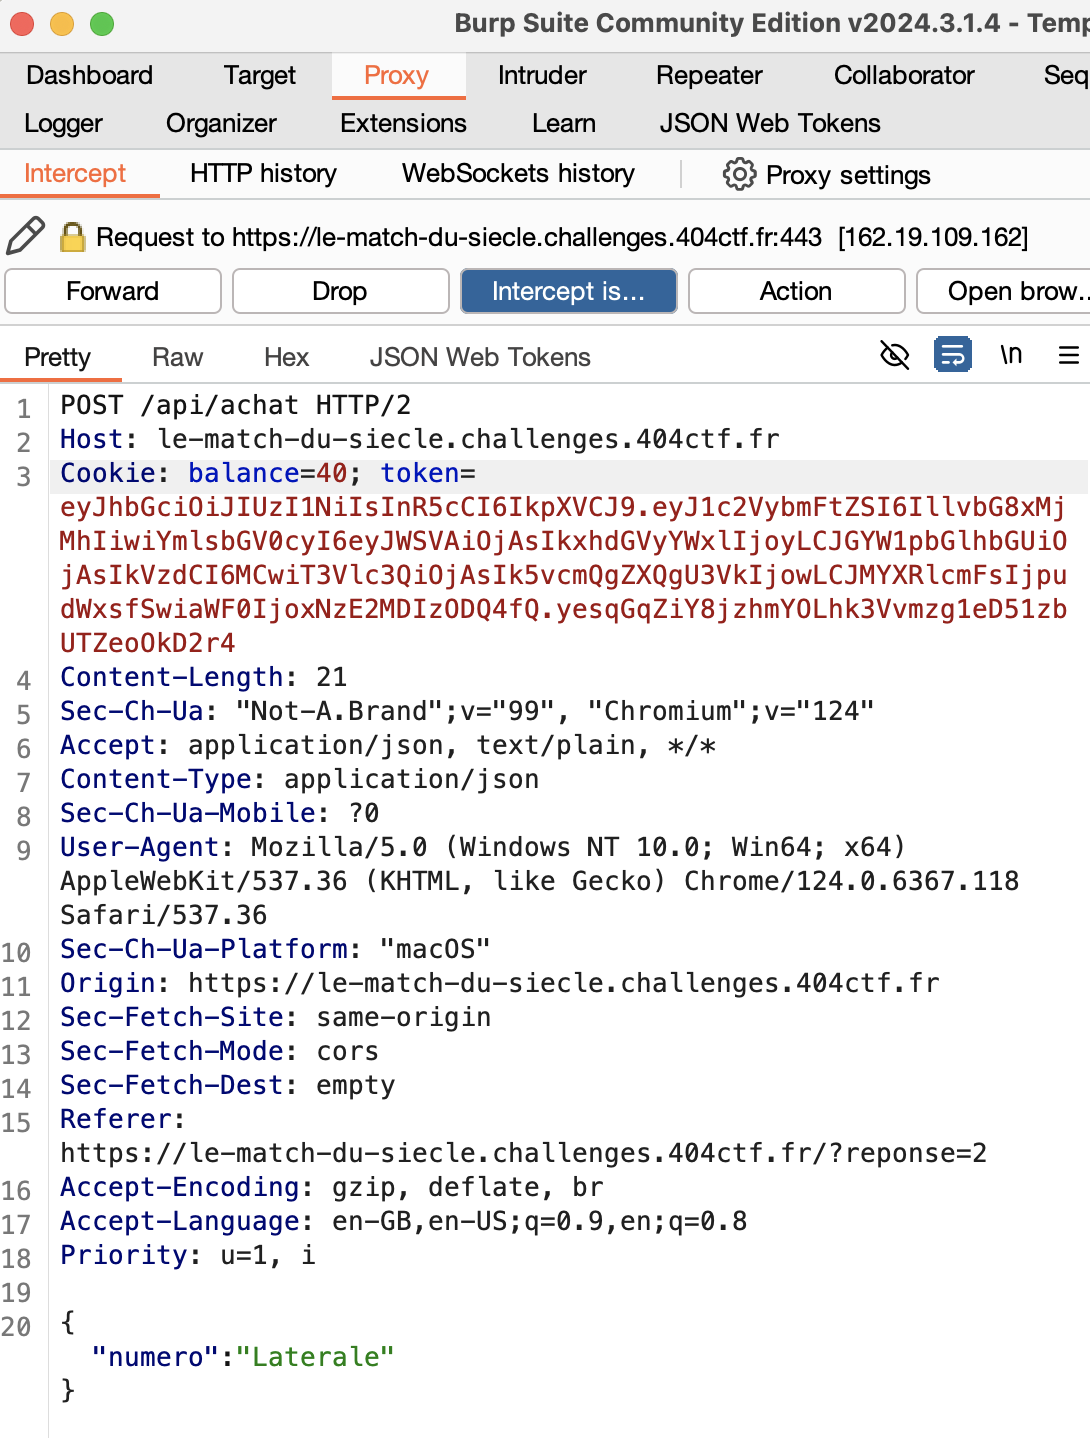 Burp Suite Community Edition v2024.3.1.4 - Temp
Dashboard Target Proxy Intruder Repeater Collaborator Seq
Logger Organizer Extensions Learn JSON Web Tokens
Intercept HTTP history WebSockets history Proxy settings
Request to https://le-match-du-siecle.challenges.404ctf.fr:443 [162.19.109.162]
Forward Drop Intercept is... Action Open brow...
Pretty Raw Hex JSON Web Tokens \n
1 POST /api/achat HTTP/2
2 Host: le-match-du-siecle.challenges.404ctf.fr
3 Cookie: balance=40; token=
eyJhbGciOiJIUzI1NiIsInR5cCI6IkpXVCJ9.eyJ1c2VybmFtZSI6IllvbG8xMj
MhIiwiYmlsbGV0cyI6eyJWSVAiOjAsIkxhdGVyYWxlIjoyLCJGYW1pbGlhbGUiO
jAsIkVzdCI6MCwiT3Vlc3QiOjAsIk5vcmQgZXQgU3VkIjowLCJMYXRlcmFsIjpu
dWxsfSwiaWF0IjoxNzE2MDIzODQ4fQ.yesqGqZiY8jzhmYOLhk3Vvmzg1eD51zb
UTZeoOkD2r4
4 Content-Length: 21
5 Sec-Ch-Ua: "Not-A.Brand";v="99", "Chromium";v="124"
6 Accept: application/json, text/plain, */*
7 Content-Type: application/json
8 Sec-Ch-Ua-Mobile: ?0
9 User-Agent: Mozilla/5.0 (Windows NT 10.0; Win64; x64)
AppleWebKit/537.36 (KHTML, like Gecko) Chrome/124.0.6367.118
Safari/537.36
10 Sec-Ch-Ua-Platform: "macOS"
11 Origin: https://le-match-du-siecle.challenges.404ctf.fr
12 Sec-Fetch-Site: same-origin
13 Sec-Fetch-Mode: cors
14 Sec-Fetch-Dest: empty
15 Referer:
https://le-match-du-siecle.challenges.404ctf.fr/?reponse=2
16 Accept-Encoding: gzip, deflate, br
17 Accept-Language: en-GB,en-US;q=0.9,en;q=0.8
18 Priority: u=1, i
19
20 {
"numero":"Laterale"
}